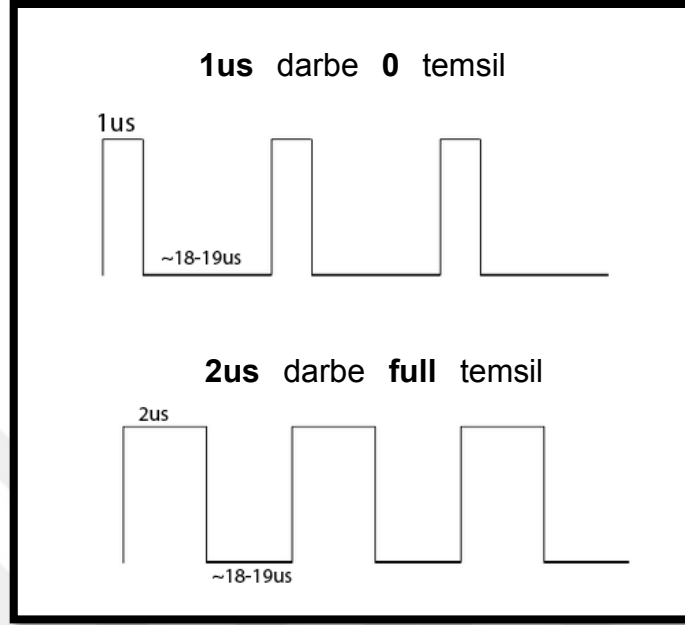 1us darbe 0 temsil
1us
~18-19us
2us darbe full temsil
2us
~18-19us